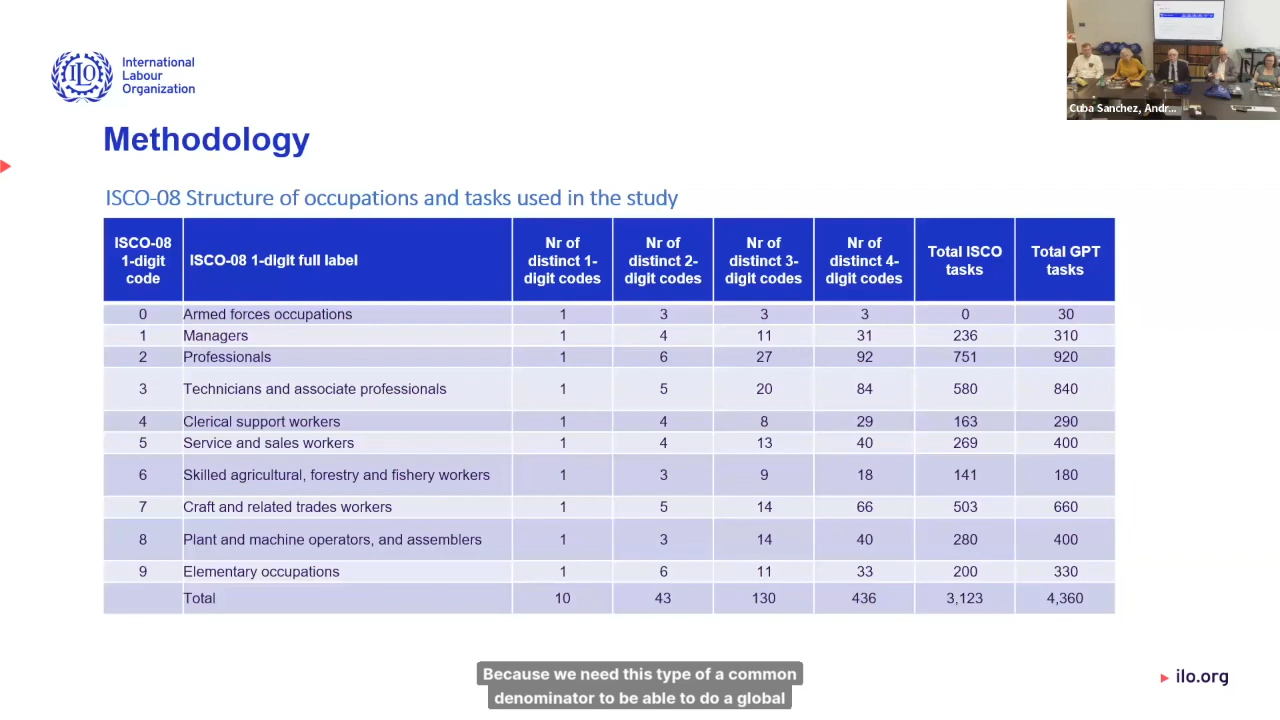 International
Labour
Organization
Cuba Sanchez, Andr...
Methodology
ISCO-08 Structure of occupations and tasks used in the study
ISCO-08 1-digit code | ISCO-08 1-digit full label | Nr of distinct 1-digit codes | Nr of distinct 2-digit codes | Nr of distinct 3-digit codes | Nr of distinct 4-digit codes | Total ISCO tasks | Total GPT tasks
0 Armed forces occupations 1 3 3 3 0 30
1 Managers 1 4 11 31 236 310
2 Professionals 1 6 27 92 751 920
3 Technicians and associate professionals 1 5 20 84 580 840
4 Clerical support workers 1 4 8 29 163 290
5 Service and sales workers 1 4 13 40 269 400
6 Skilled agricultural, forestry and fishery workers 1 3 9 18 141 180
7 Craft and related trades workers 1 5 14 66 503 660
8 Plant and machine operators, and assemblers 1 3 14 40 280 400
9 Elementary occupations 1 6 11 33 200 330
Total 10 43 130 436 3,123 4,360
Because we need this type of a common
denominator to be able to do a global
ilo.org